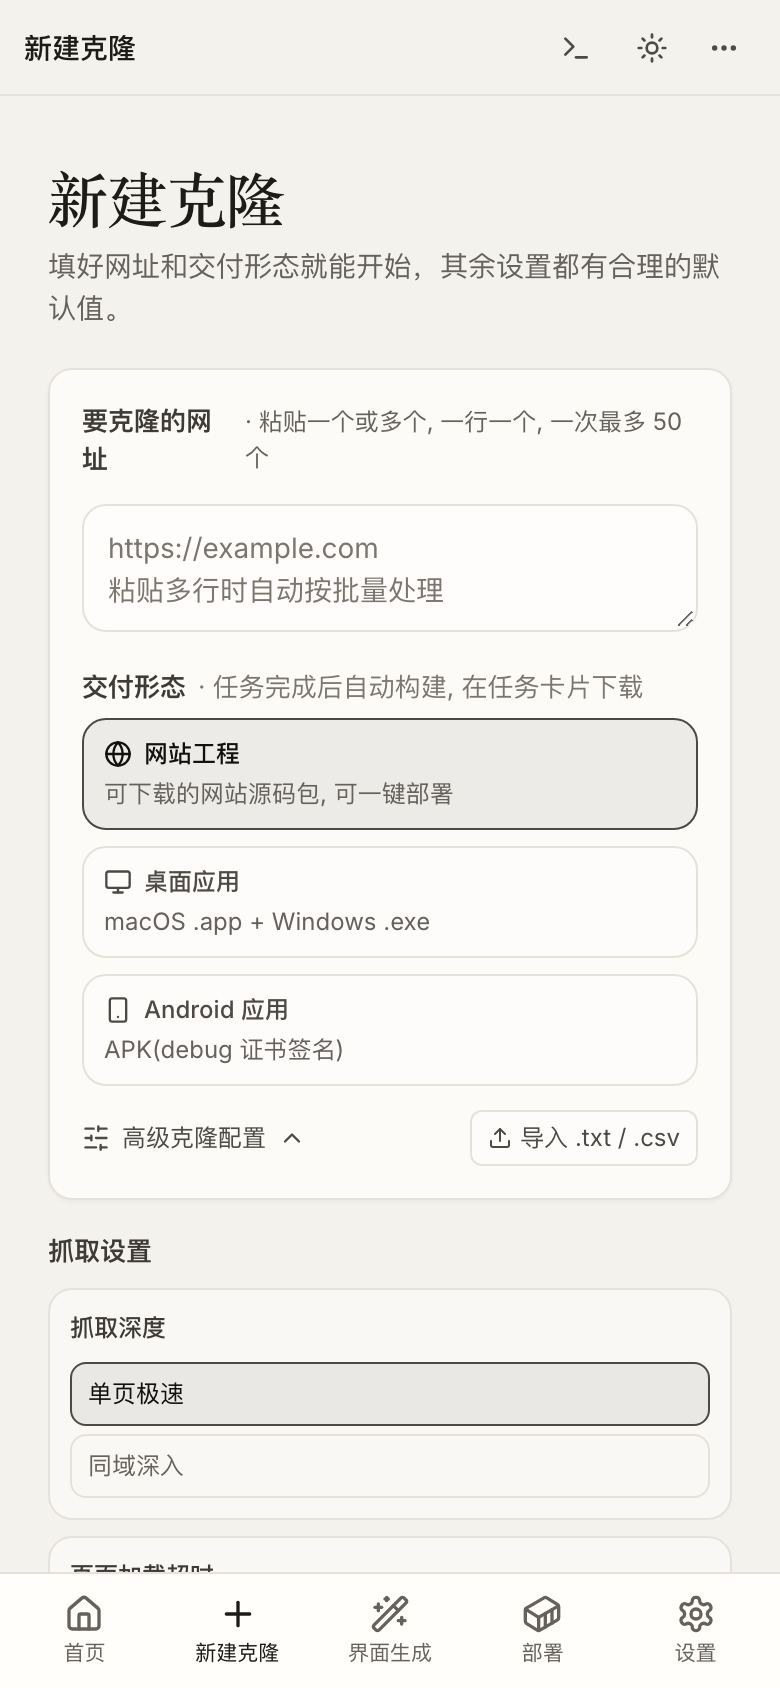 新建克隆
新建克隆
填好网址和交付形态就能开始，其余设置都有合理的默
认值。
要克隆的网
址
· 粘贴一个或多个, 一行一个, 一次最多 50
个
https://example.com
粘贴多行时自动按批量处理
交付形态 · 任务完成后自动构建, 在任务卡片下载
网站工程
可下载的网站源码包, 可一键部署
桌面应用
macOS .app + Windows .exe
Android 应用
APK(debug 证书签名)
高级克隆配置
导入 .txt / .csv
抓取设置
抓取深度
单页极速
同域深入
页面加载超时
首页
新建克隆
界面生成
部署
设置